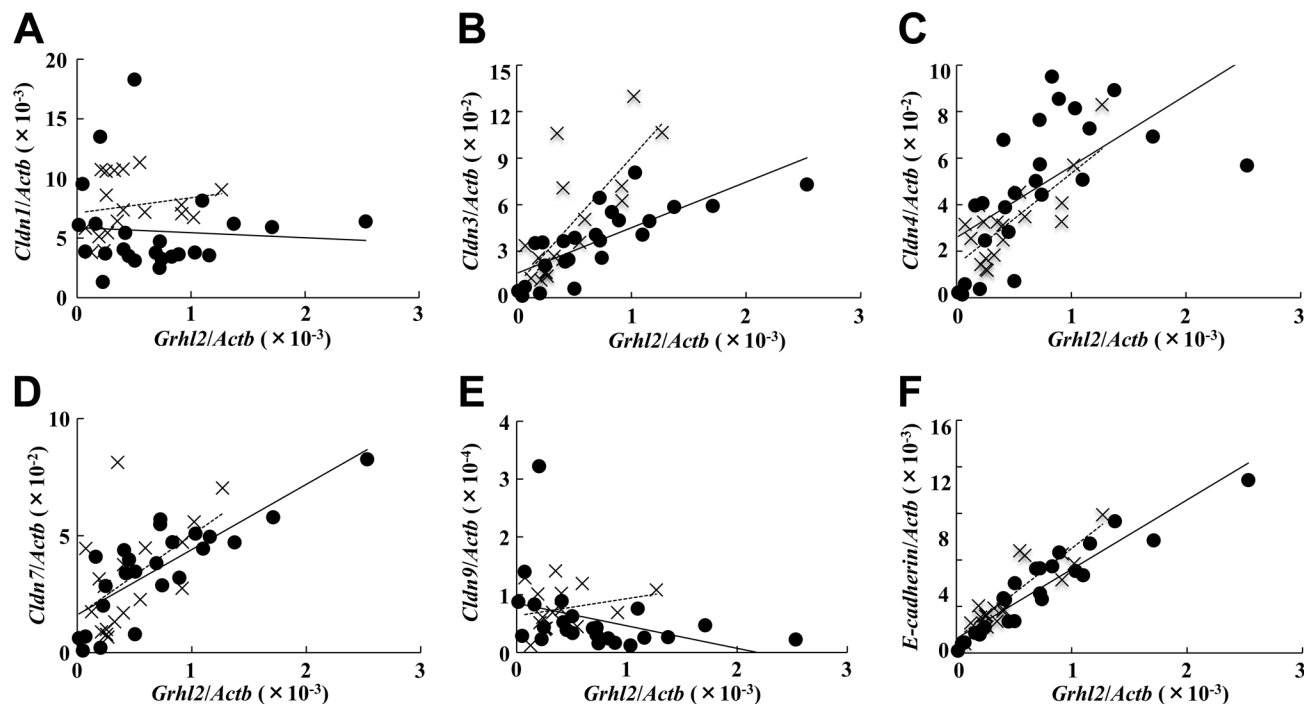 A
Cldn1/Actb (×10-3)
20
15
10
5
0
0 1 2 3
Grhl2/Actb (×10-3)
B
Cldn3/Actb (×10-2)
15
12
9
6
3
0
0 1 2 3
Grhl2/Actb (×10-3)
C
Cldn4/Actb (×10-2)
10
8
6
4
2
0
0 1 2 3
Grhl2/Actb (×10-3)
D
Cldn7/Actb (×10-2)
10
5
0
0 1 2 3
Grhl2/Actb (×10-3)
E
Cldn9/Actb (×10-4)
4
3
2
1
0
0 1 2 3
Grhl2/Actb (×10-3)
F
E-cadherin/Actb (×10-3)
16
12
8
4
0
0 1 2 3
Grhl2/Actb (×10-3)